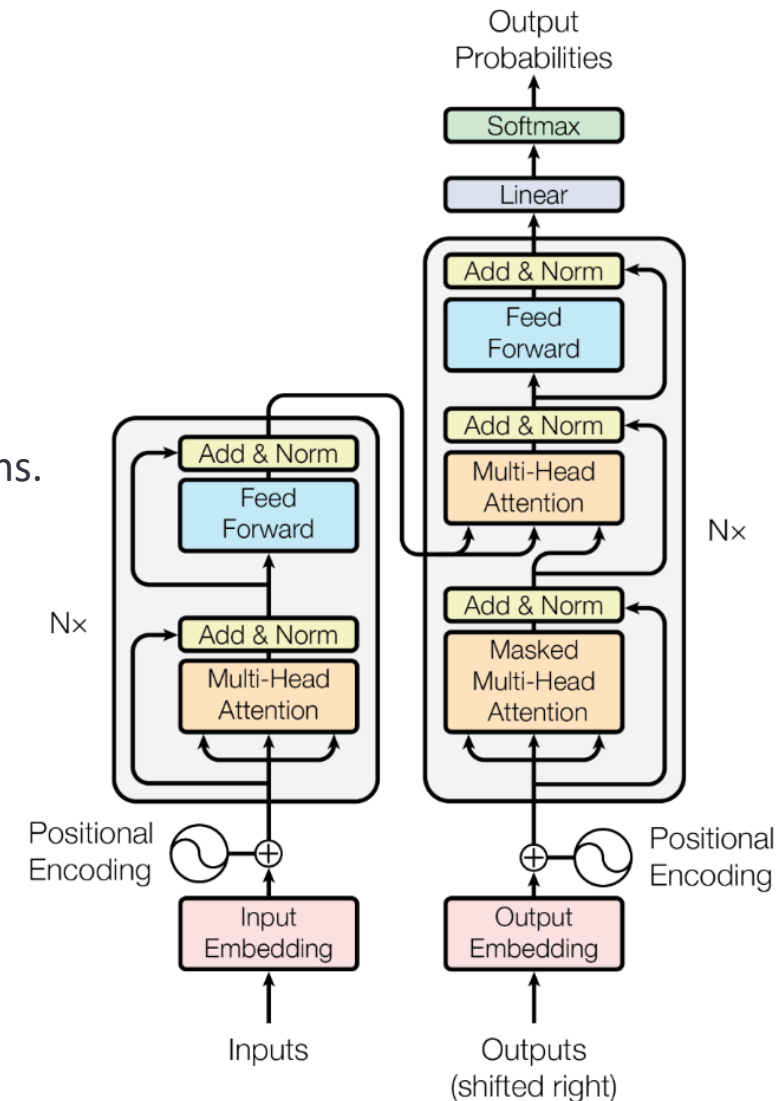 Output
Probabilities
Softmax
Linear
Add & Norm
Feed
Forward
Add & Norm
Multi-Head
Attention
Nx
Add & Norm
Masked
Multi-Head
Attention
Positional
Encoding
Output
Embedding
Outputs
(shifted right)
Add & Norm
Feed
Forward
Nx
Add & Norm
Multi-Head
Attention
Positional
Encoding
Input
Embedding
Inputs